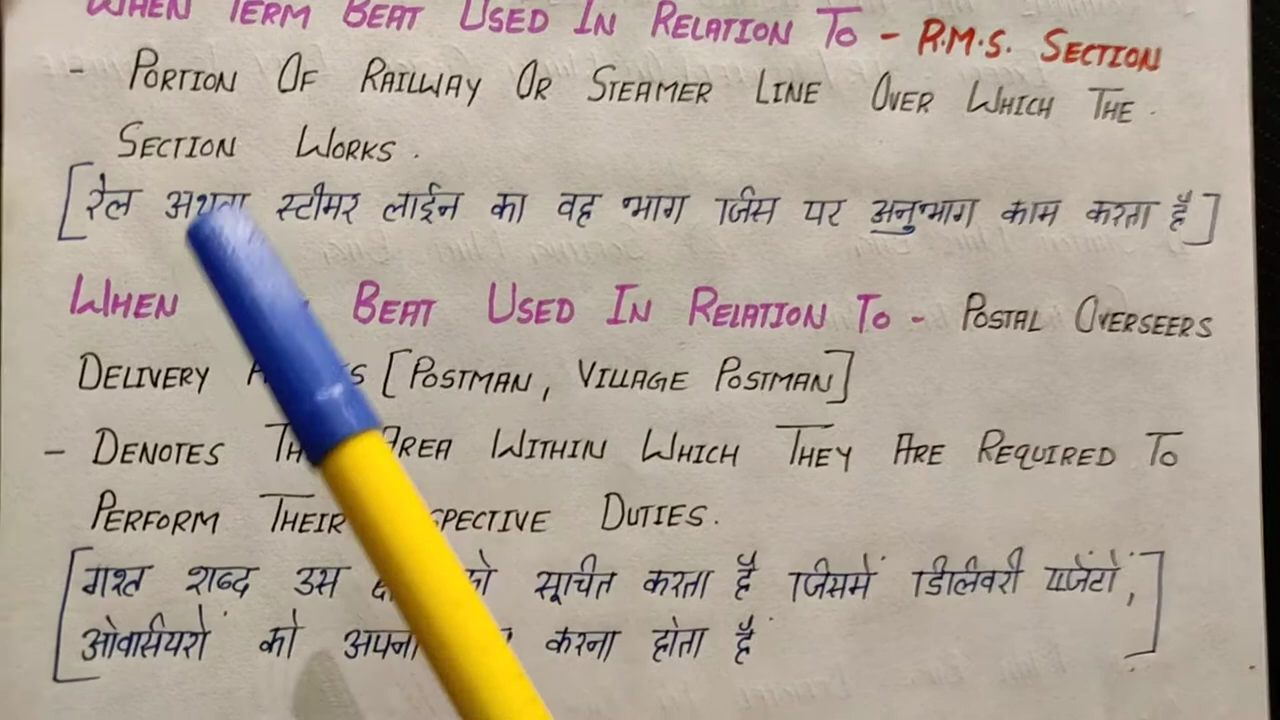 WHEN TERM BEAT USED IN RELATION TO - R.M.S. SECTION
- PORTION OF RAILWAY OR STEAMER LINE OVER WHICH THE
SECTION WORKS.
[रेल अथवा स्टीमर लाईन का वह भाग जिस पर अनुभाग काम करता है]
WHEN BEAT USED IN RELATION TO - POSTAL OVERSEERS
DELIVERY [POSTMAN, VILLAGE POSTMAN]
- DENOTES AREA WITHIN WHICH THEY ARE REQUIRED TO
PERFORM THEIR DUTIES.
[गश्त शब्द उस को सूचित करता है जिसमें डिलिवरी एजेंटों,
ओवरसियरों को अपना करना होता है]